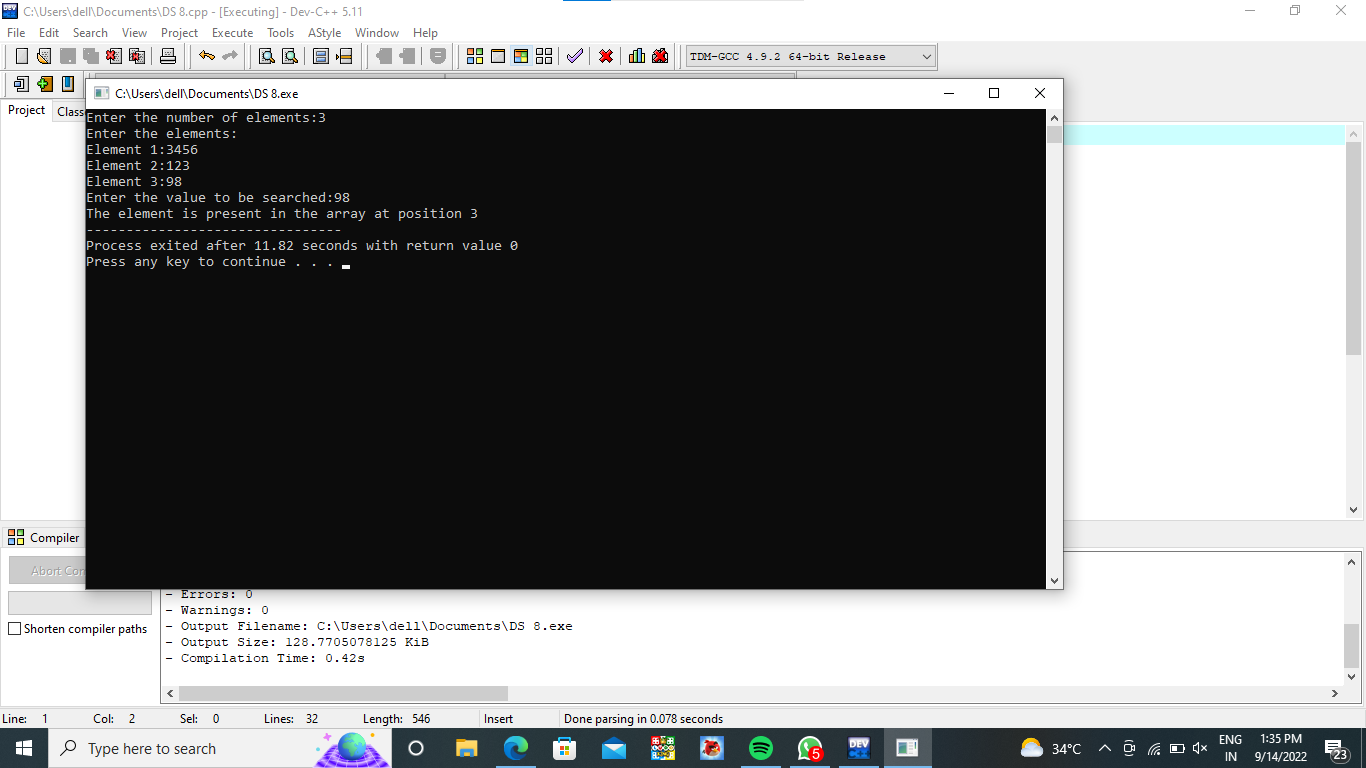 C:\Users\dell\Documents\DS 8.cpp - [Executing] - Dev-C++ 5.11
File Edit Search View Project Execute Tools AStyle Window Help
TDM-GCC 4.9.2 64-bit Release
Project Class
C:\Users\dell\Documents\DS 8.exe
Enter the number of elements:3
Enter the elements:
Element 1:3456
Element 2:123
Element 3:98
Enter the value to be searched:98
The element is present in the array at position 3
--------------------------------
Process exited after 11.82 seconds with return value 0
Press any key to continue . . .
Compiler
Abort Con
- Errors: 0
- Warnings: 0
- Output Filename: C:\Users\dell\Documents\DS 8.exe
- Output Size: 128.7705078125 KiB
- Compilation Time: 0.42s
Shorten compiler paths
Line: 1 Col: 2 Sel: 0 Lines: 32 Length: 546 Insert Done parsing in 0.078 seconds
Type here to search
5
DEV
34°C
ENG
IN
1:35 PM
9/14/2022
23